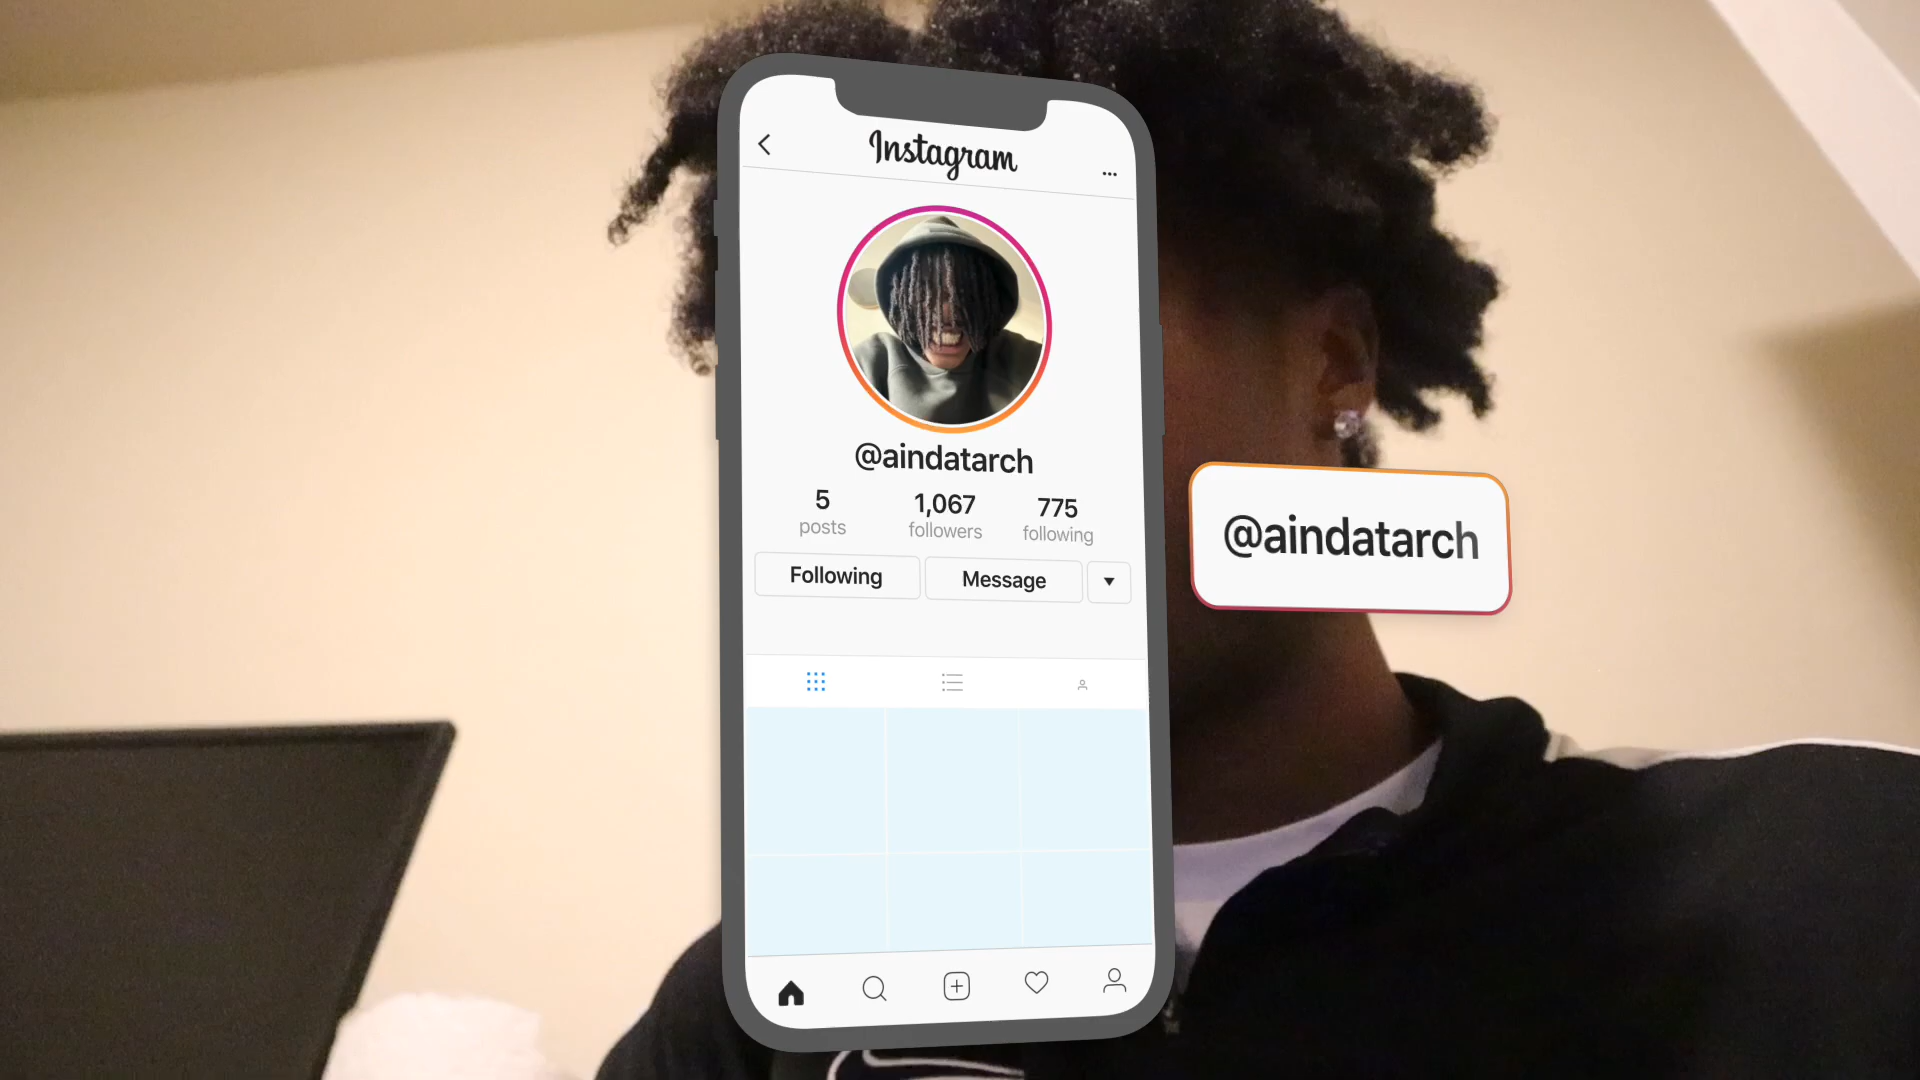 Instagram
@aindatarch
5 1,067 775
posts followers following
Following Message
@aindatarch